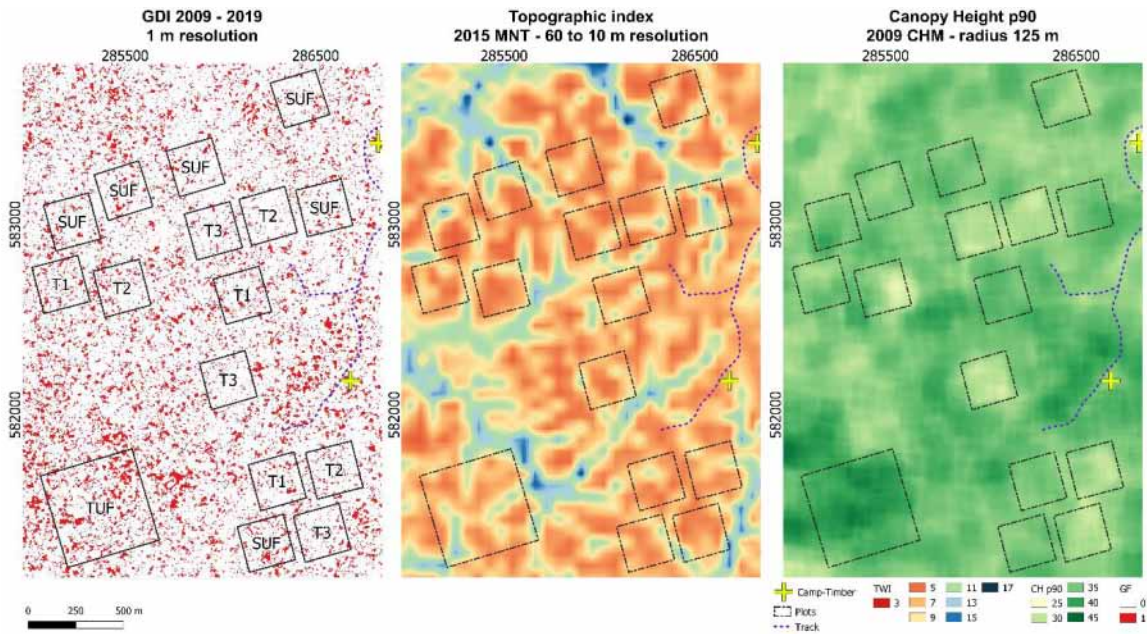 GDI 2009 - 2019
1 m resolution
285500 286500
583000
582000
SUF
SUF
SUF
SUF
SUF
T3
T2
T1
T2
T1
T3
T1
T2
TUF
SUF
T3
0 250 500 m
Topographic index
2015 MNT - 60 to 10 m resolution
285500 286500
583000
582000
Canopy Height p90
2009 CHM - radius 125 m
285500 286500
583000
582000
Camp-Timber
Plots
Track
TWI
3
5
7
9
11
13
15
17
CH p90
25
30
35
40
45
GF
0
1